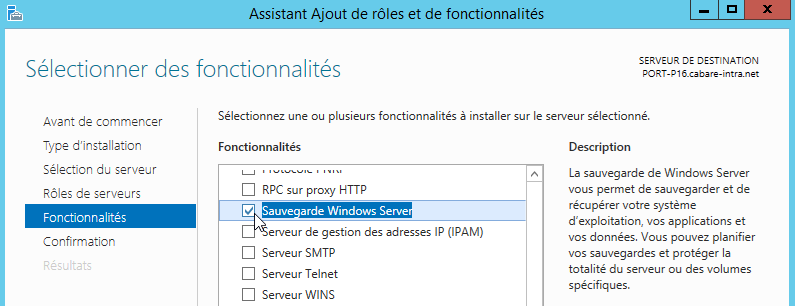 Assistant Ajout de rôles et de fonctionnalités
Sélectionner des fonctionnalités
SERVEUR DE DESTINATION
PORT-P16.cabare-intra.net
Avant de commencer
Type d'installation
Sélection du serveur
Rôles de serveurs
Fonctionnalités
Confirmation
Résultats
Sélectionnez une ou plusieurs fonctionnalités à installer sur le serveur sélectionné.
Fonctionnalités
Protocole PNRP
RPC sur proxy HTTP
Sauvegarde Windows Server
Serveur de gestion des adresses IP (IPAM)
Serveur SMTP
Serveur Telnet
Serveur WINS
Description
La sauvegarde de Windows Server
vous permet de sauvegarder et de
récupérer votre système
d'exploitation, vos applications et
vos données. Vous pouvez planifier
vos sauvegardes et protéger la
totalité du serveur ou des volumes
spécifiques.